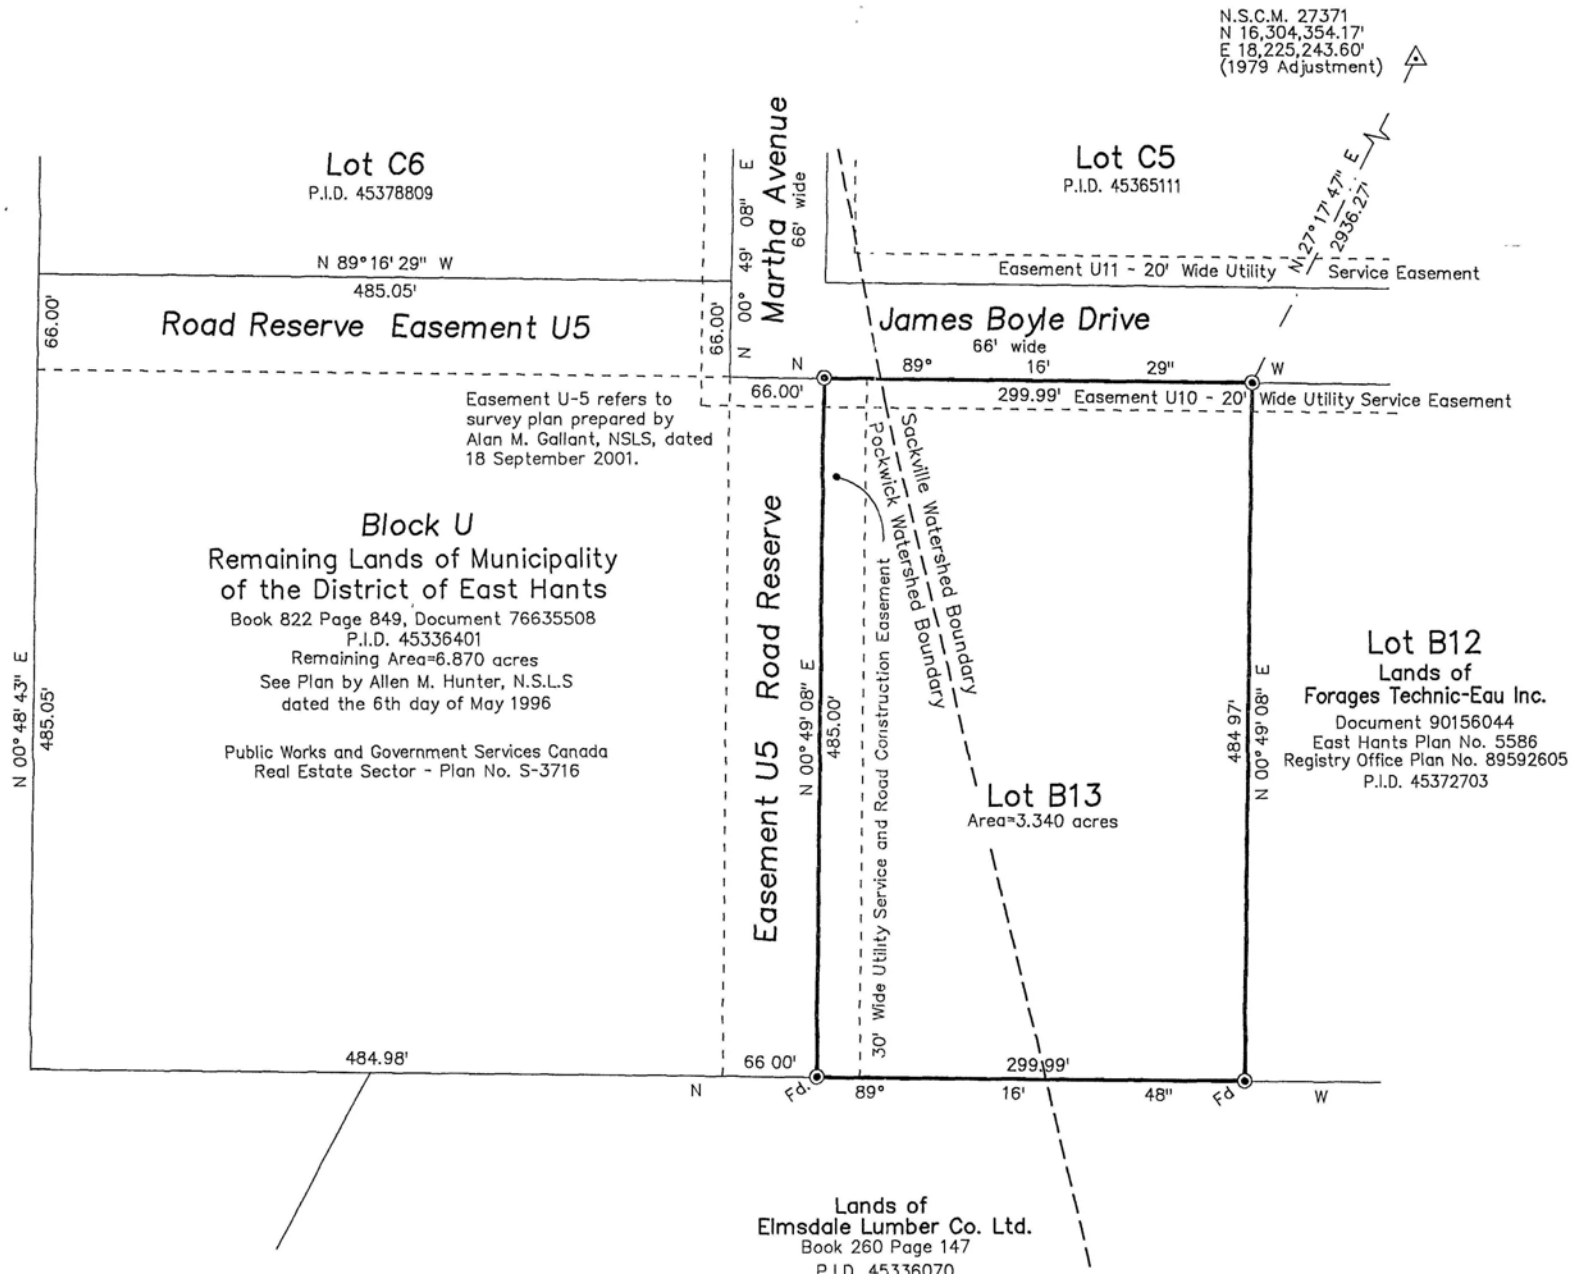 N.S.C.M. 27371
N 16,304,354.17'
E 18,225,243.60'
(1979 Adjustment)
N 27° 17' 47" E
2936.27'
Lot C6
P.I.D. 45378809
Martha Avenue
66' wide
N 00° 49' 08" E
Lot C5
P.I.D. 45365111
N 89° 16' 29" W
485.05'
Easement U11 - 20' Wide Utility Service Easement
66.00'
Road Reserve Easement U5
66.00'
James Boyle Drive
66' wide
N 89° 16' 29" W
66.00'
299.99' Easement U10 - 20' Wide Utility Service Easement
Easement U-5 refers to
survey plan prepared by
Alan M. Gallant, NSLS, dated
18 September 2001.
Block U
Remaining Lands of Municipality
of the District of East Hants
Book 822 Page 849, Document 76635508
P.I.D. 45336401
Remaining Area=6.870 acres
See Plan by Allen M. Hunter, N.S.L.S
dated the 6th day of May 1996
Public Works and Government Services Canada
Real Estate Sector - Plan No. S-3716
N 00° 48' 43" E
485.05'
Easement U5 Road Reserve
N 00° 49' 08" E
485.00'
30' Wide Utility Service and Road Construction Easement
Sackville Watershed Boundary
Pockwick Watershed Boundary
Lot B13
Area=3.340 acres
484.97'
N 00° 49' 08" E
Lot B12
Lands of
Forages Technic-Eau Inc.
Document 90156044
East Hants Plan No. 5586
Registry Office Plan No. 89592605
P.I.D. 45372703
484.98'
66 00'
299.99'
N Fd. 89° 16' 48" Fd W
Lands of
Elmsdale Lumber Co. Ltd.
Book 260 Page 147
P.I.D. 45336070